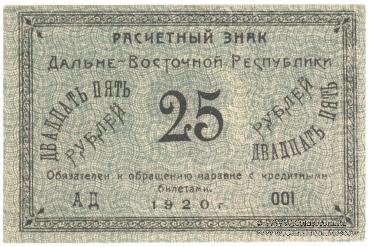 РАСЧЕТНЫЙ ЗНАК
ДАЛЬНЕ-ВОСТОЧНОЙ РЕСПУБЛИКИ
ДВАДЦАТЬ ПЯТЬ
РУБЛЕЙ
25
РУБЛЕЙ
ДВАДЦАТЬ ПЯТЬ
Обязателен к обращению наравне с кредитными
билетами.
АД 001
1920 г.